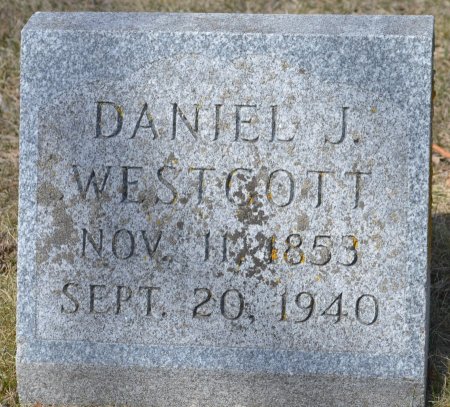 DANIEL J.
WESTCOTT
NOV. 11, 1853
SEPT. 20, 1940